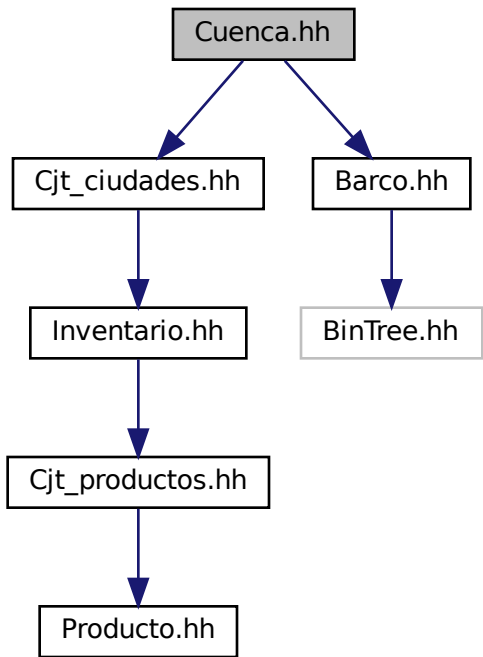 Cuenca.hh
Cjt_ciudades.hh
Barco.hh
Inventario.hh
BinTree.hh
Cjt_productos.hh
Producto.hh